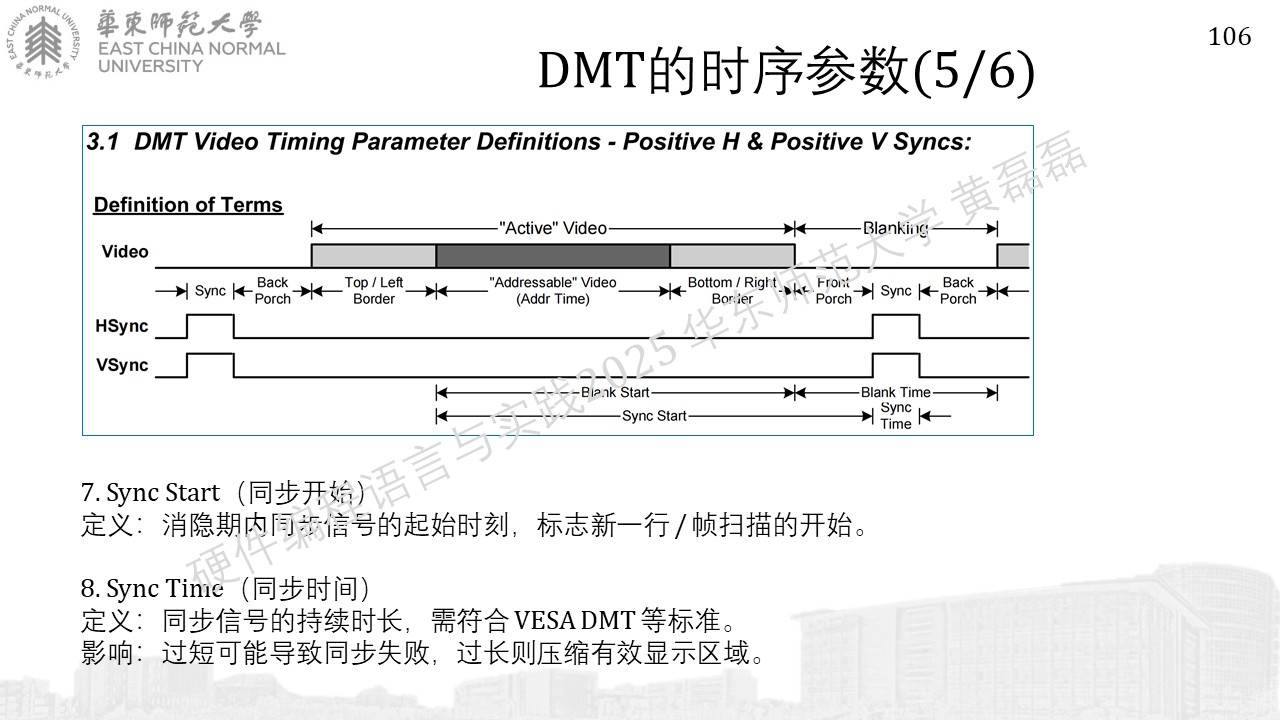 華東師範大學
EAST CHINA NORMAL
UNIVERSITY
EAST CHINA NORMAL UNIVERSITY
華東师范大学
106
DMT的时序参数(5/6)
3.1 DMT Video Timing Parameter Definitions - Positive H & Positive V Syncs:
Definition of Terms
"Active" Video
Blanking
Video
Sync
Back
Porch
Top / Left
Border
"Addressable" Video
(Addr Time)
Bottom / Right
Border
Front
Porch
Sync
Back
Porch
HSync
VSync
Blank Start
Blank Time
Sync Start
Sync
Time
硬件编程语言与实践2025 华东师范大学 黄磊磊
7. Sync Start（同步开始）
定义：消隐期内同步信号的起始时刻，标志新一行 / 帧扫描的开始。
8. Sync Time（同步时间）
定义：同步信号的持续时长，需符合 VESA DMT 等标准。
影响：过短可能导致同步失败，过长则压缩有效显示区域。